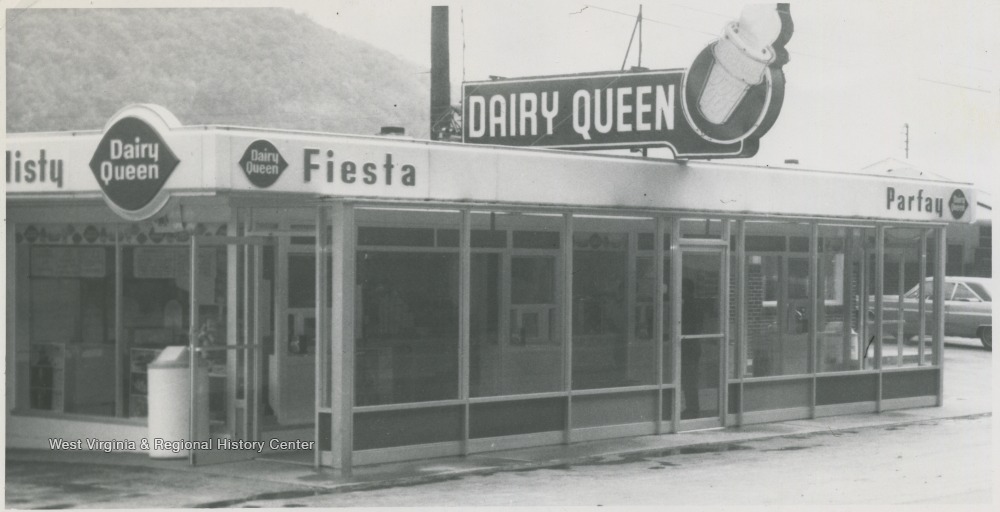 DAIRY QUEEN
listy
Dairy
Queen
Dairy
Queen
Fiesta
Parfay
West Virginia & Regional History Center